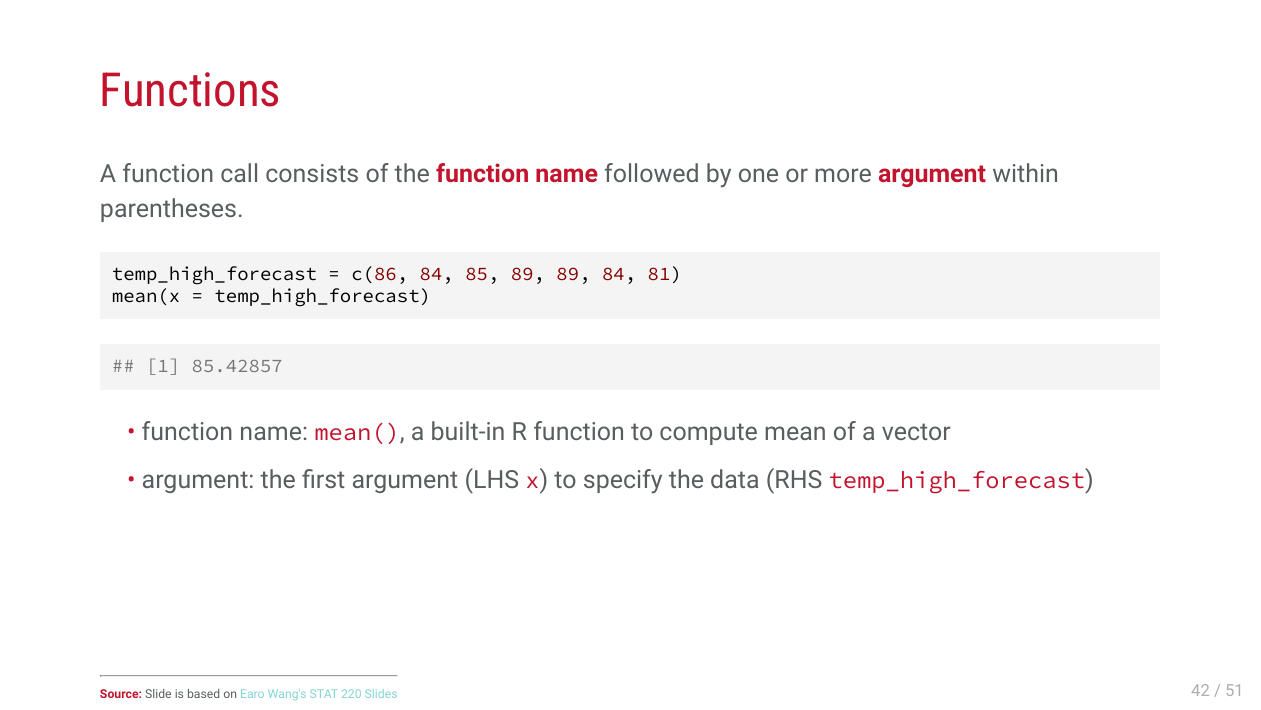 Functions
A function call consists of the function name followed by one or more argument within
parentheses.
temp_high_forecast = c(86, 84, 85, 89, 89, 84, 81)
mean(x = temp_high_forecast)
## [1] 85.42857
• function name: mean(), a built-in R function to compute mean of a vector
• argument: the first argument (LHS x) to specify the data (RHS temp_high_forecast)
Source: Slide is based on Earo Wang's STAT 220 Slides
42 / 51